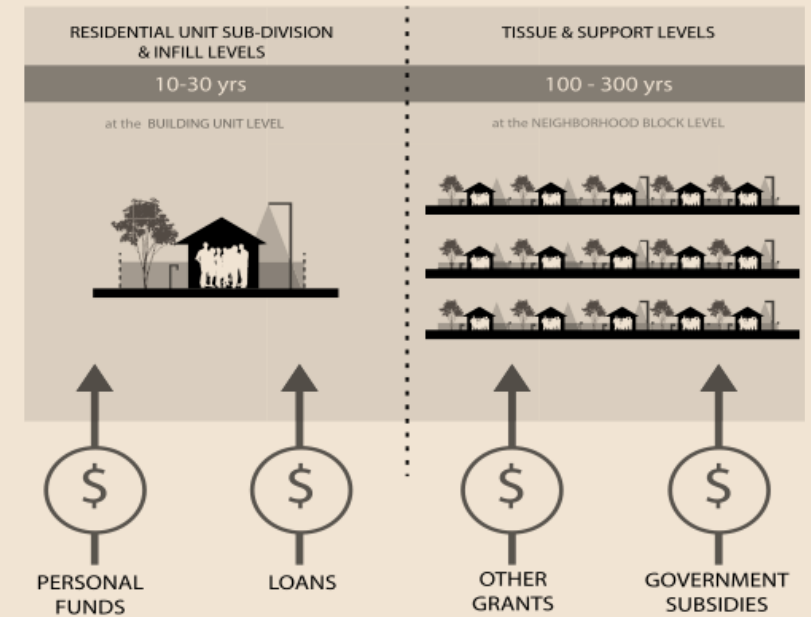 RESIDENTIAL UNIT SUB-DIVISION
& INFILL LEVELS
10-30 yrs
at the BUILDING UNIT LEVEL
TISSUE & SUPPORT LEVELS
100 - 300 yrs
at the NEIGHBORHOOD BLOCK LEVEL
$
$
$
$
PERSONAL
FUNDS
LOANS
OTHER
GRANTS
GOVERNMENT
SUBSIDIES